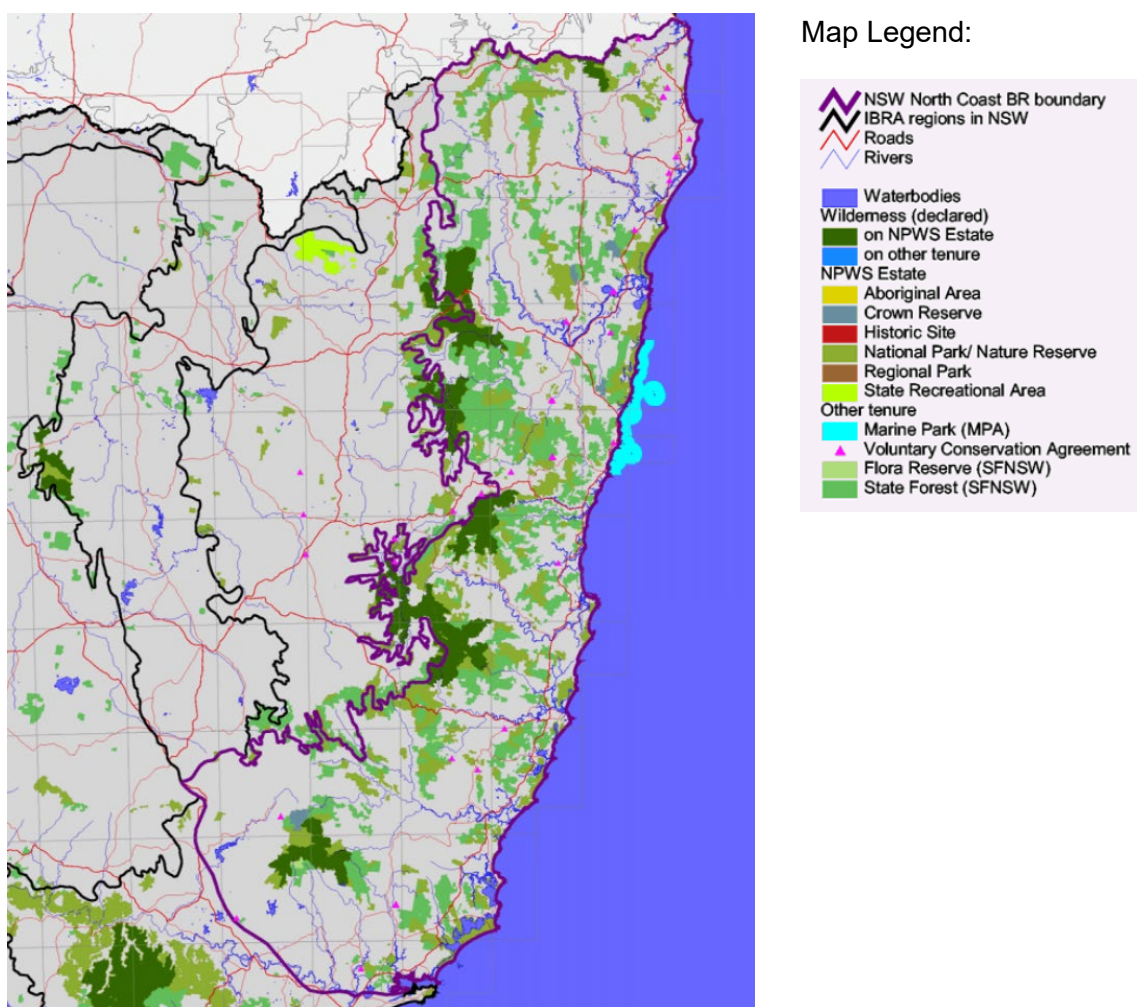 Map Legend:
NSW North Coast BR boundary
IBRA regions in NSW
Roads
Rivers
Waterbodies
Wilderness (declared)
on NPWS Estate
on other tenure
NPWS Estate
Aboriginal Area
Crown Reserve
Historic Site
National Park/ Nature Reserve
Regional Park
State Recreational Area
Other tenure
Marine Park (MPA)
Voluntary Conservation Agreement
Flora Reserve (SFNSW)
State Forest (SFNSW)